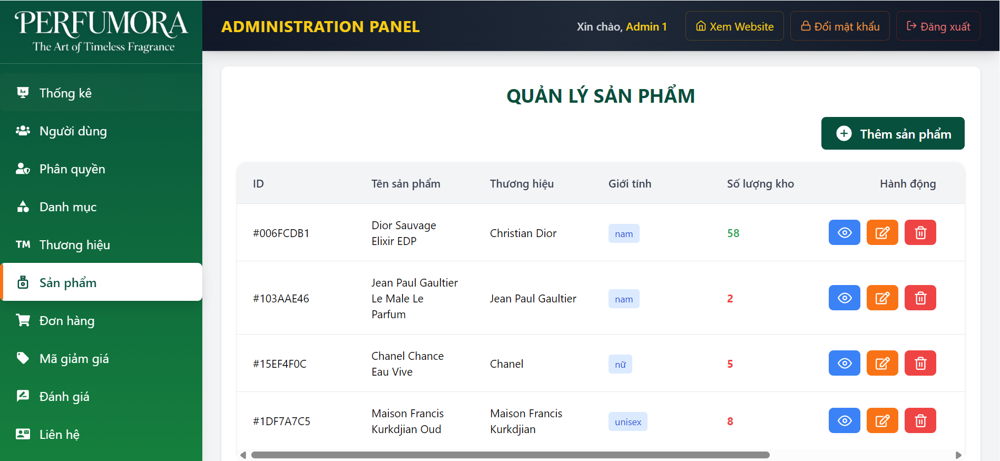 PERFUMORA
The Art of Timeless Fragrance
ADMINISTRATION PANEL
Xin chào, Admin 1
Xem Website
Đổi mật khẩu
Đăng xuất
Thống kê
Người dùng
Phân quyền
Danh mục
TM Thương hiệu
Sản phẩm
Đơn hàng
Mã giảm giá
Đánh giá
Liên hệ
QUẢN LÝ SẢN PHẨM
Thêm sản phẩm
ID Tên sản phẩm Thương hiệu Giới tính Số lượng kho Hành động
#006FCDB1
Dior Sauvage
Elixir EDP
Christian Dior
nam
58
#103AAE46
Jean Paul Gaultier
Le Male Le
Parfum
Jean Paul Gaultier
nam
2
#15EF4F0C
Chanel Chance
Eau Vive
Chanel
nữ
5
#1DF7A7C5
Maison Francis
Kurkdjian Oud
Maison Francis
Kurkdjian
unisex
8